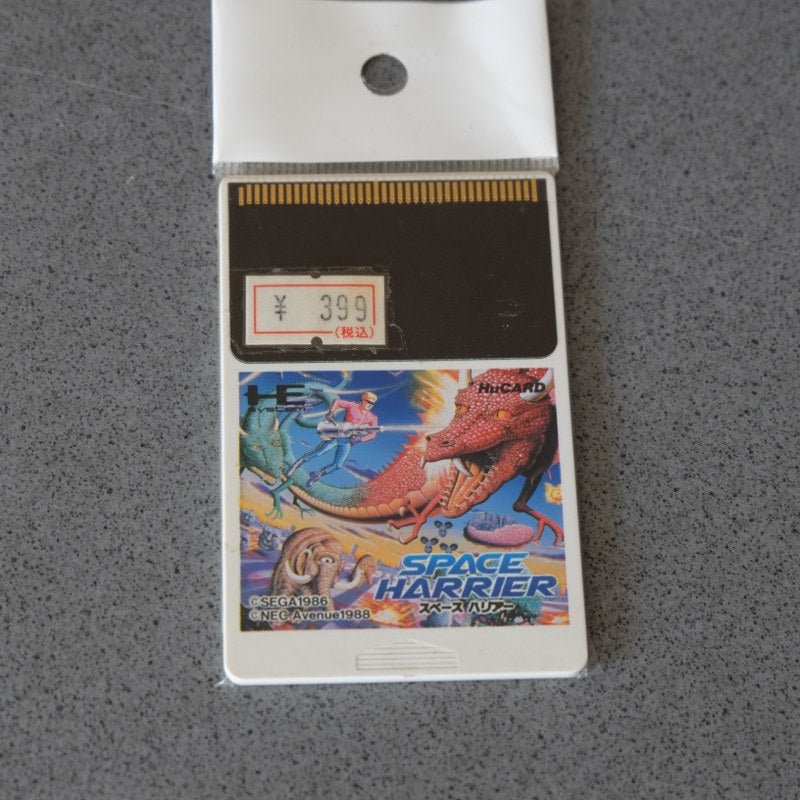 ¥ 399
(税込)
HE
system
HuCARD
SPACE
HARRIER
スペース ハリアー
©SEGA1986
©NEC Avenue1988